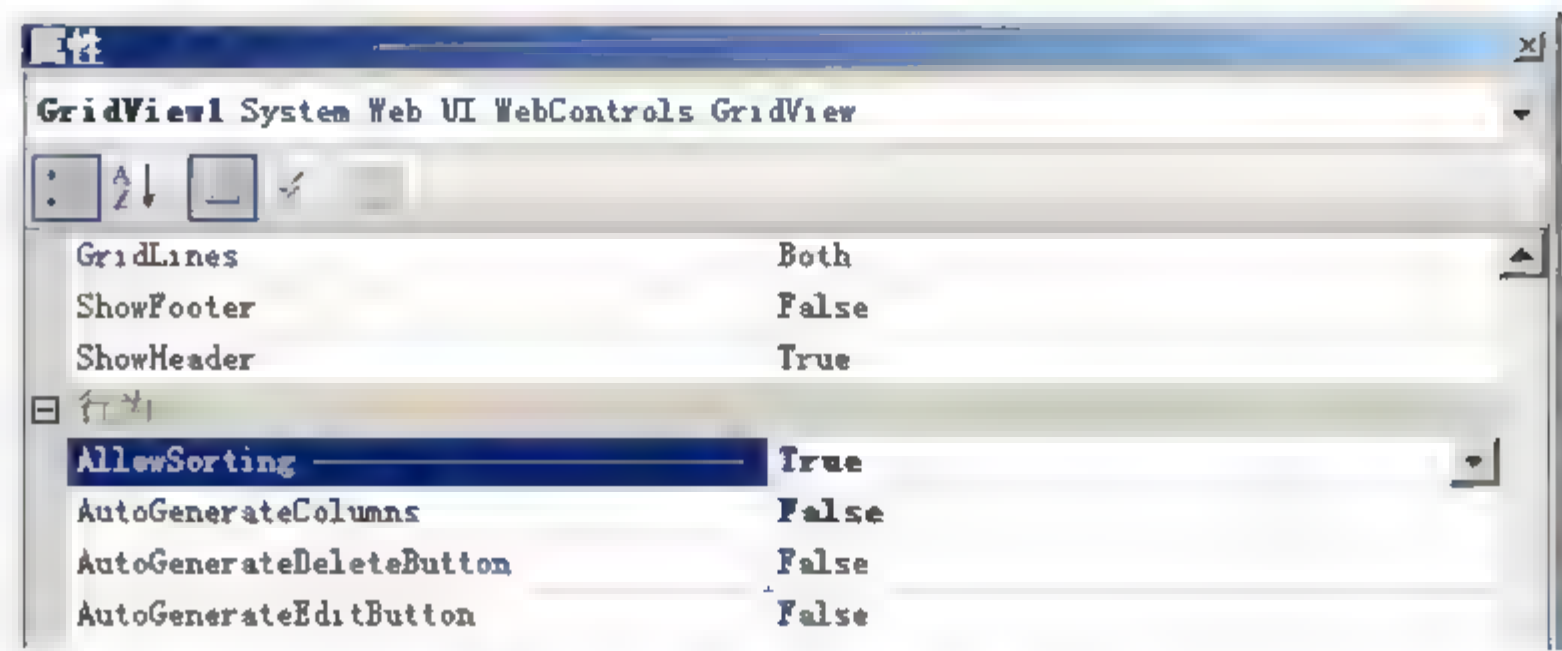 属性
GridView1 System Web UI WebControls GridView
GridLines Both
ShowFooter False
ShowHeader True
行为
AllowSorting True
AutoGenerateColumns False
AutoGenerateDeleteButton False
AutoGenerateEditButton False